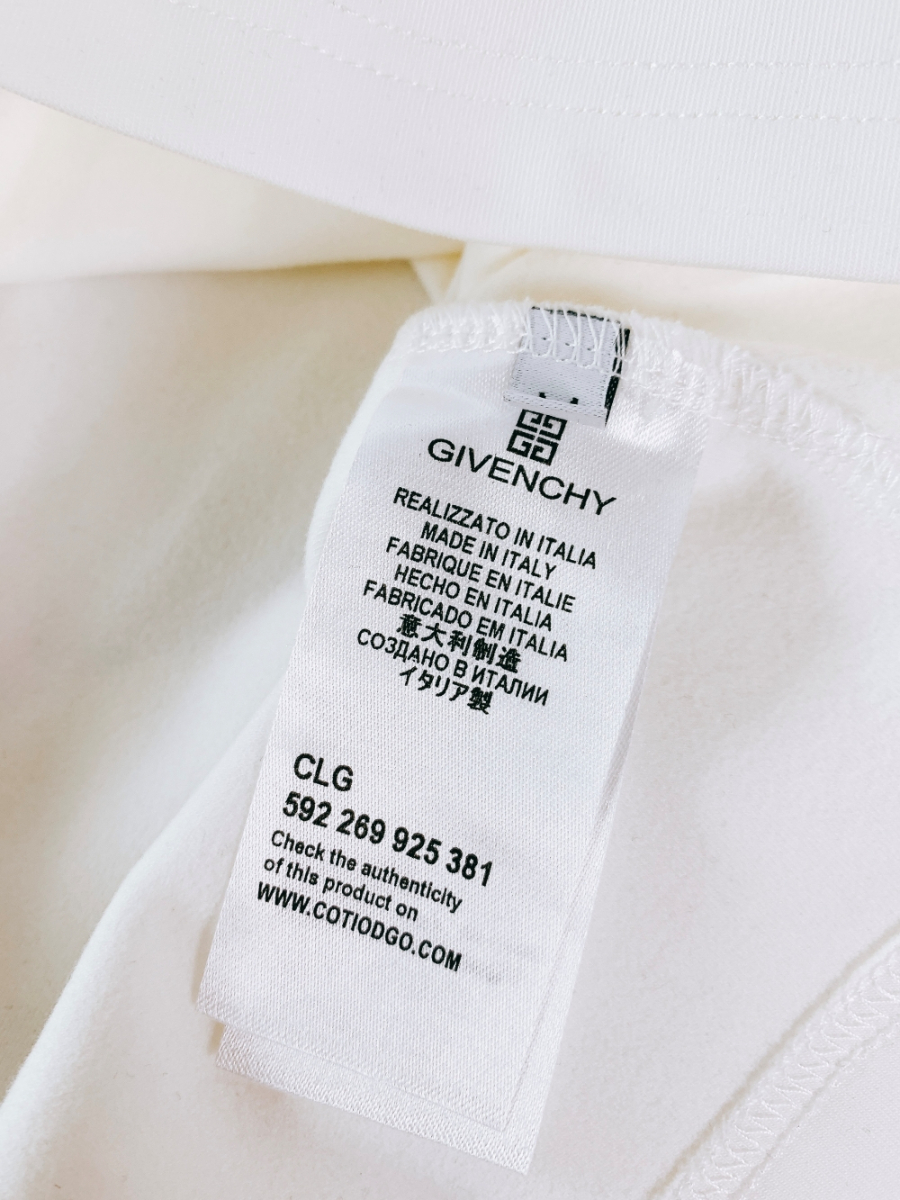 GIVENCHY
REALIZZATO IN ITALIA
MADE IN ITALY
FABRIQUE EN ITALIE
HECHO EN ITALIA
FABRICADO EM ITALIA
意大利制造
СОЗДАНО В ИТАЛИИ
イタリア製
CLG
592 269 925 381
Check the authenticity
of this product on
WWW.COTIODGO.COM